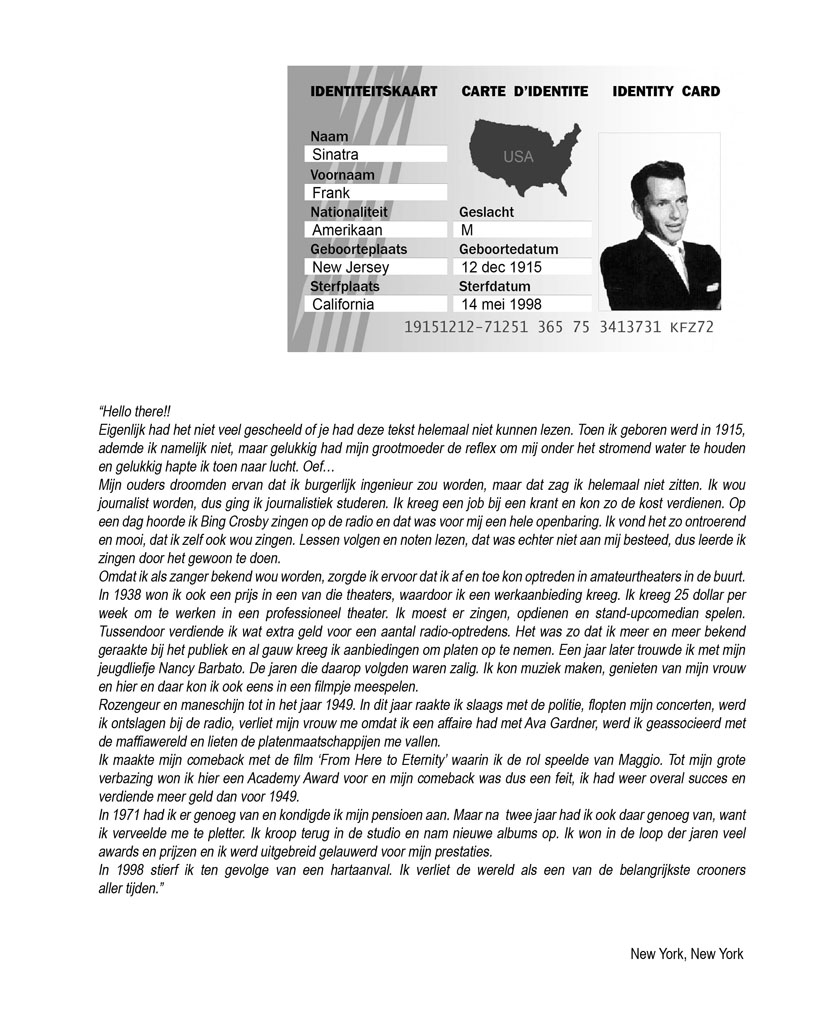 IDENTITEITSKAART CARTE D'IDENTITE IDENTITY CARD
Naam
Sinatra
USA
Voornaam
Frank
Nationaliteit Geslacht
Amerikaan M
Geboorteplaats Geboortedatum
New Jersey 12 dec 1915
Sterfplaats Sterfdatum
California 14 mei 1998
19151212-71251 365 75 3413731 KFZ72
“Hello there!!
Eigenlijk had het niet veel gescheeld of je had deze tekst helemaal niet kunnen lezen. Toen ik geboren werd in 1915,
ademde ik namelijk niet, maar gelukkig had mijn grootmoeder de reflex om mij onder het stromend water te houden
en gelukkig hapte ik toen naar lucht. Oef…
Mijn ouders droomden ervan dat ik burgerlijk ingenieur zou worden, maar dat zag ik helemaal niet zitten. Ik wou
journalist worden, dus ging ik journalistiek studeren. Ik kreeg een job bij een krant en kon zo de kost verdienen. Op
een dag hoorde ik Bing Crosby zingen op de radio en dat was voor mij een hele openbaring. Ik vond het zo ontroerend
en mooi, dat ik zelf ook wou zingen. Lessen volgen en noten lezen, dat was echter niet aan mij besteed, dus leerde ik
zingen door het gewoon te doen.
Omdat ik als zanger bekend wou worden, zorgde ik ervoor dat ik af en toe kon optreden in amateurtheaters in de buurt.
In 1938 won ik ook een prijs in een van die theaters, waardoor ik een werkaanbieding kreeg. Ik kreeg 25 dollar per
week om te werken in een professioneel theater. Ik moest er zingen, opdienen en stand-upcomedian spelen.
Tussendoor verdiende ik wat extra geld voor een aantal radio-optredens. Het was zo dat ik meer en meer bekend
geraakte bij het publiek en al gauw kreeg ik aanbiedingen om platen op te nemen. Een jaar later trouwde ik met mijn
jeugdliefje Nancy Barbato. De jaren die daarop volgden waren zalig. Ik kon muziek maken, genieten van mijn vrouw
en hier en daar kon ik ook eens in een filmpje meespelen.
Rozengeur en maneschijn tot in het jaar 1949. In dit jaar raakte ik slaags met de politie, flopten mijn concerten, werd
ik ontslagen bij de radio, verliet mijn vrouw me omdat ik een affaire had met Ava Gardner, werd ik geassocieerd met
de maffiawereld en lieten de platenmaatschappijen me vallen.
Ik maakte mijn comeback met de film ‘From Here to Eternity’ waarin ik de rol speelde van Maggio. Tot mijn grote
verbazing won ik hier een Academy Award voor en mijn comeback was dus een feit, ik had weer overal succes en
verdiende meer geld dan voor 1949.
In 1971 had ik er genoeg van en kondigde ik mijn pensioen aan. Maar na twee jaar had ik ook daar genoeg van, want
ik verveelde me te pletter. Ik kroop terug in de studio en nam nieuwe albums op. Ik won in de loop der jaren veel
awards en prijzen en ik werd uitgebreid gelauwerd voor mijn prestaties.
In 1998 stierf ik ten gevolge van een hartaanval. Ik verliet de wereld als een van de belangrijkste crooners
aller tijden.”
New York, New York